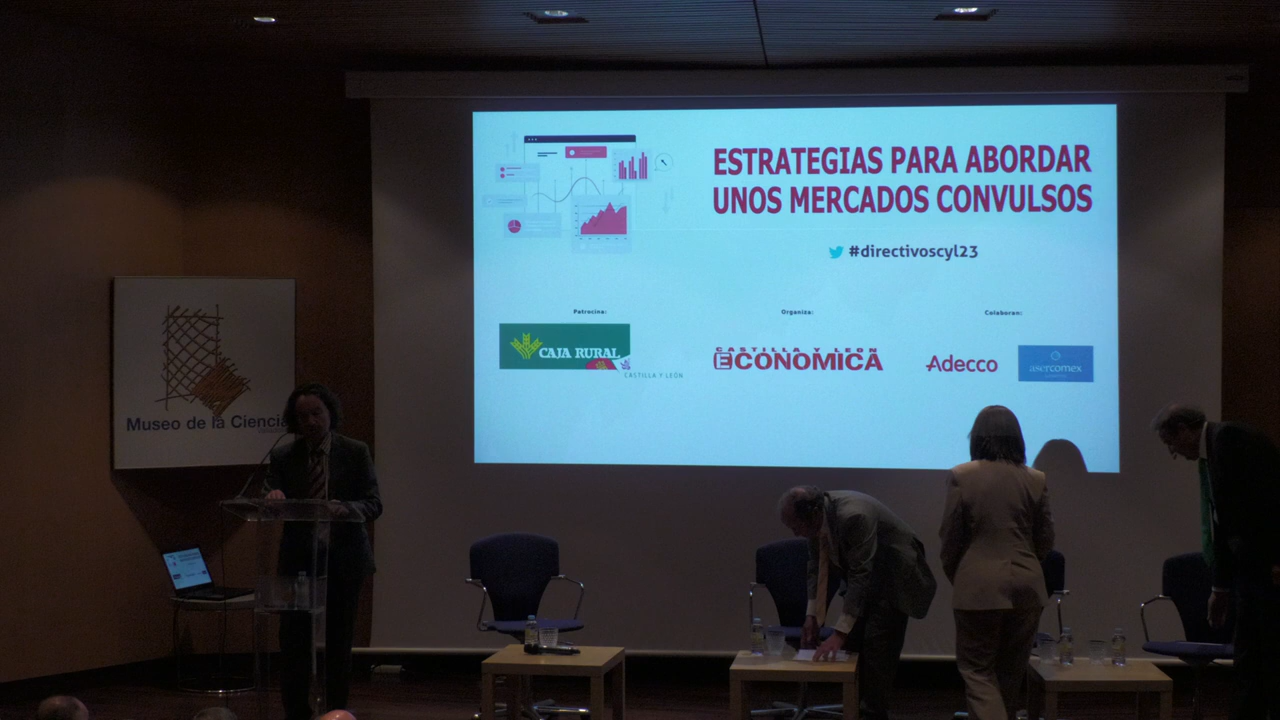 ESTRATEGIAS PARA ABORDAR
UNOS MERCADOS CONVULSOS
#directivoscyl23
Patrocina:
Organiza:
Colaboran:
CAJA RURAL
CASTILLA Y LEÓN
CASTILLA Y LEÓN
ECONÓMICA
Adecco
asercomex
Museo de la Ciencia